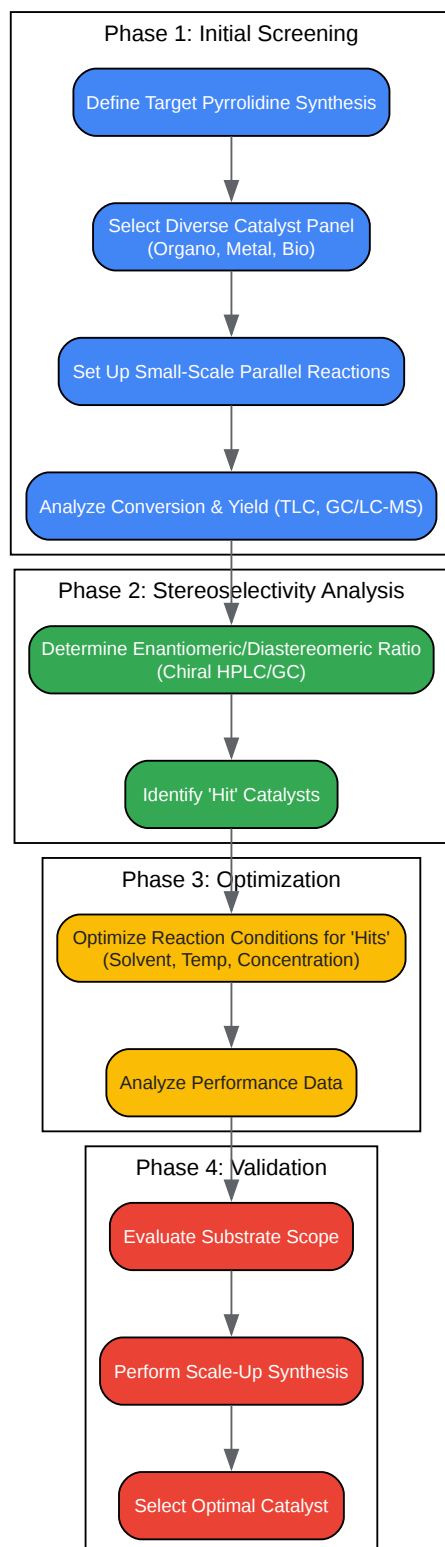 Phase 1: Initial Screening
Define Target Pyrrolidine Synthesis
Select Diverse Catalyst Panel
(Organo, Metal, Bio)
Set Up Small-Scale Parallel Reactions
Analyze Conversion & Yield (TLC, GC/LC-MS)
Phase 2: Stereoselectivity Analysis
Determine Enantiomeric/Diastereomeric Ratio
(Chiral HPLC/GC)
Identify 'Hit' Catalysts
Phase 3: Optimization
Optimize Reaction Conditions for 'Hits'
(Solvent, Temp, Concentration)
Analyze Performance Data
Phase 4: Validation
Evaluate Substrate Scope
Perform Scale-Up Synthesis
Select Optimal Catalyst